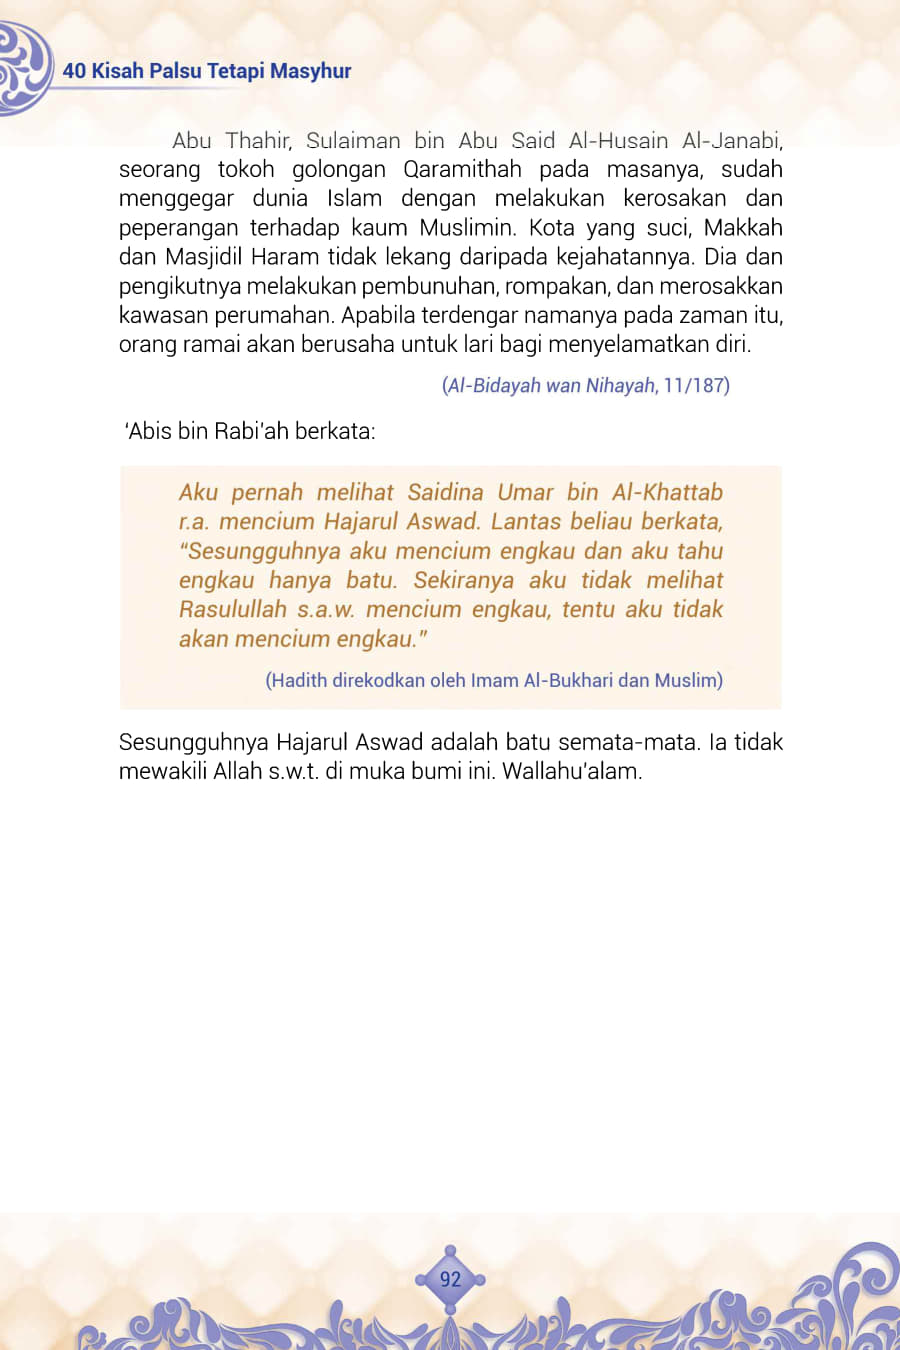 40 Kisah Palsu Tetapi Masyhur
Abu Thahir, Sulaiman bin Abu Said Al-Husain Al-Janabi,
seorang tokoh golongan Qaramithah pada masanya, sudah
menggegar dunia Islam dengan melakukan kerosakan dan
peperangan terhadap kaum Muslimin. Kota yang suci, Makkah
dan Masjidil Haram tidak lekang daripada kejahatannya. Dia dan
pengikutnya melakukan pembunuhan, rompakan, dan merosakkan
kawasan perumahan. Apabila terdengar namanya pada zaman itu,
orang ramai akan berusaha untuk lari bagi menyelamatkan diri.
(Al-Bidayah wan Nihayah, 11/187)
‘Abis bin Rabi’ah berkata:
Aku pernah melihat Saidina Umar bin Al-Khattab
r.a. mencium Hajarul Aswad. Lantas beliau berkata,
“Sesungguhnya aku mencium engkau dan aku tahu
engkau hanya batu. Sekiranya aku tidak melihat
Rasulullah s.a.w. mencium engkau, tentu aku tidak
akan mencium engkau.”
(Hadith direkodkan oleh Imam Al-Bukhari dan Muslim)
Sesungguhnya Hajarul Aswad adalah batu semata-mata. Ia tidak
mewakili Allah s.w.t. di muka bumi ini. Wallahu’alam.
92